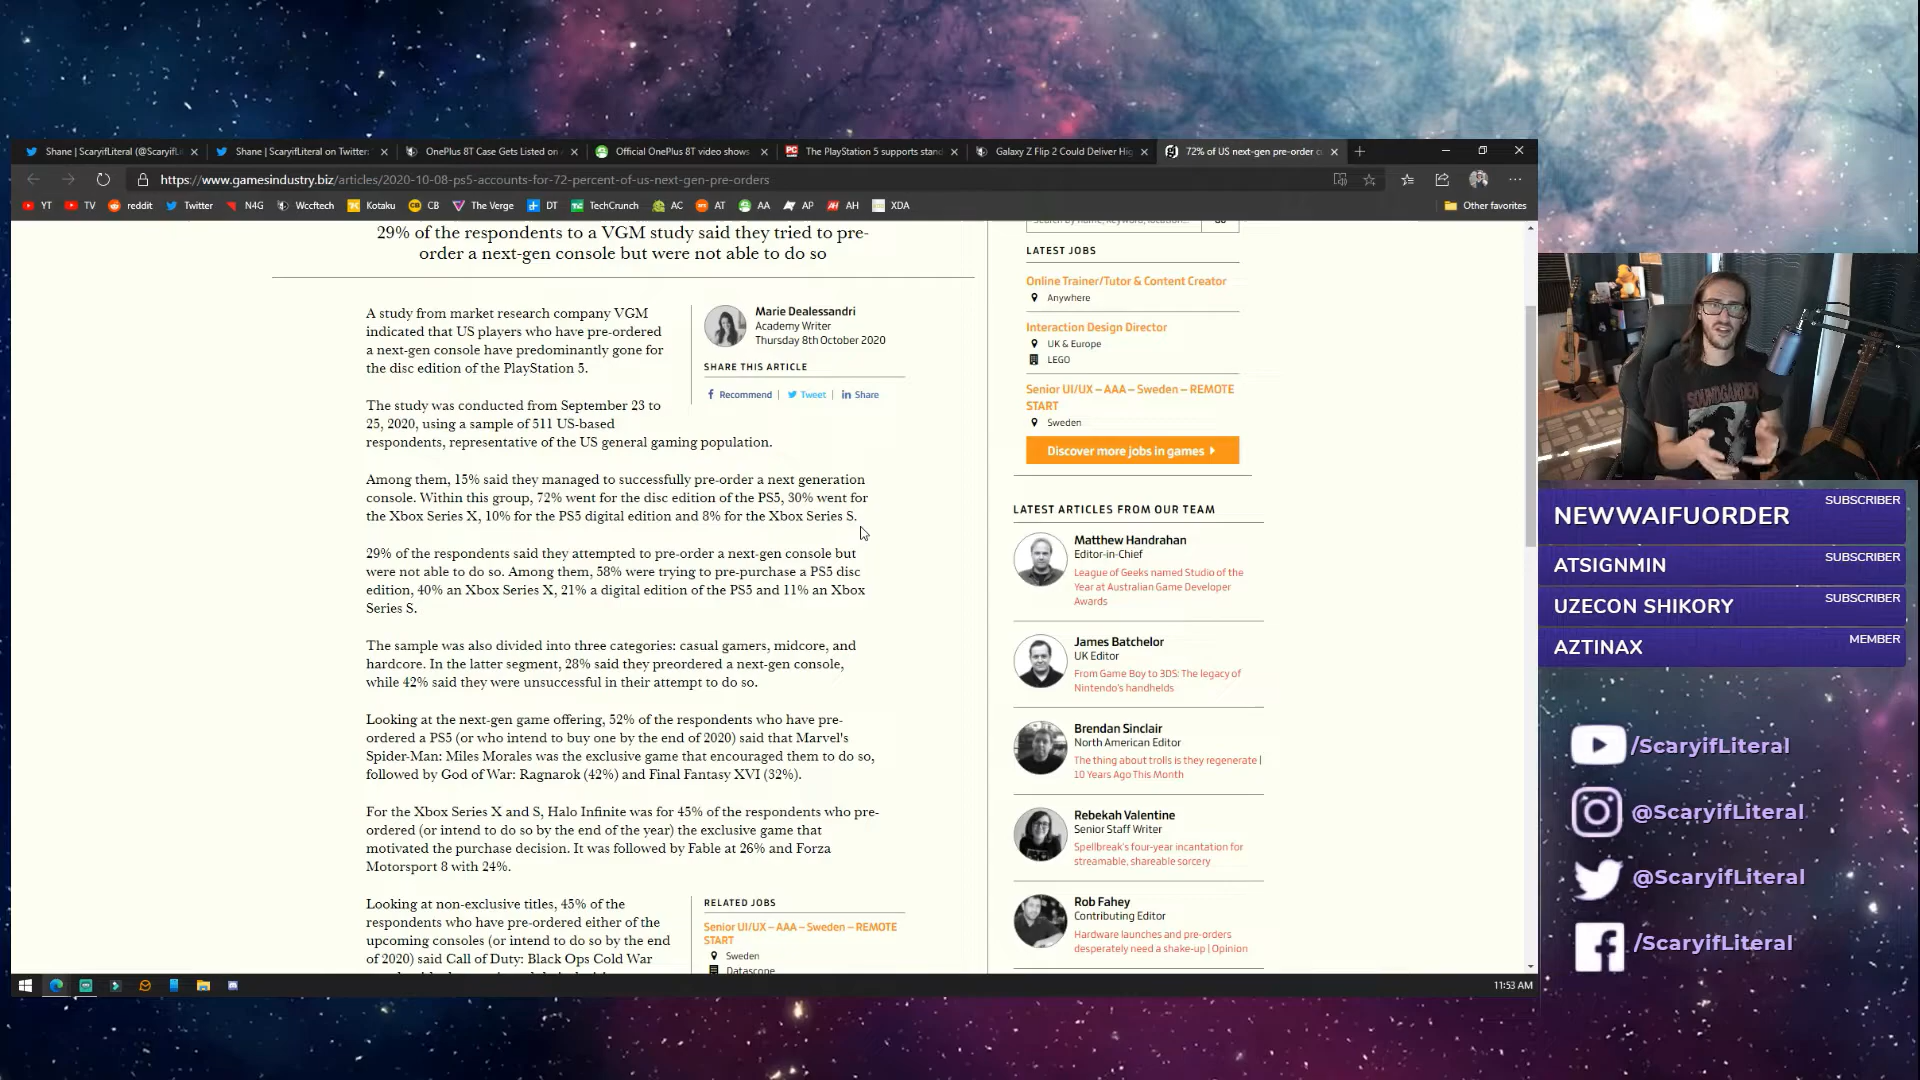 Shane | ScaryifLiteral (@ScaryifLi
Shane | ScaryifLiteral on Twitter:
OnePlus 8T Case Gets Listed on
Official OnePlus 8T video shows
The PlayStation 5 supports stand
Galaxy Z Flip 2 Could Deliver Hig
72% of US next-gen pre-order c
https://www.gamesindustry.biz/articles/2020-10-08-ps5-accounts-for-72-percent-of-us-next-gen-pre-orders
YT
TV
reddit
Twitter
N4G
Wccftech
Kotaku
CB
The Verge
DT
TechCrunch
AC
AT
AA
AP
AH
XDA
Other favorites
29% of the respondents to a VGM study said they tried to pre-
order a next-gen console but were not able to do so
A study from market research company VGM
indicated that US players who have pre-ordered
a next-gen console have predominantly gone for
the disc edition of the PlayStation 5.
Marie Dealessandri
Academy Writer
Thursday 8th October 2020
SHARE THIS ARTICLE
Recommend
Tweet
Share
The study was conducted from September 23 to
25, 2020, using a sample of 511 US-based
respondents, representative of the US general gaming population.
Among them, 15% said they managed to successfully pre-order a next generation
console. Within this group, 72% went for the disc edition of the PS5, 30% went for
the Xbox Series X, 10% for the PS5 digital edition and 8% for the Xbox Series S.
29% of the respondents said they attempted to pre-order a next-gen console but
were not able to do so. Among them, 58% were trying to pre-purchase a PS5 disc
edition, 40% an Xbox Series X, 21% a digital edition of the PS5 and 11% an Xbox
Series S.
The sample was also divided into three categories: casual gamers, midcore, and
hardcore. In the latter segment, 28% said they preordered a next-gen console,
while 42% said they were unsuccessful in their attempt to do so.
Looking at the next-gen game offering, 52% of the respondents who have pre-
ordered a PS5 (or who intend to buy one by the end of 2020) said that Marvel's
Spider-Man: Miles Morales was the exclusive game that encouraged them to do so,
followed by God of War: Ragnarok (42%) and Final Fantasy XVI (32%).
For the Xbox Series X and S, Halo Infinite was for 45% of the respondents who pre-
ordered (or intend to do so by the end of the year) the exclusive game that
motivated the purchase decision. It was followed by Fable at 26% and Forza
Motorsport 8 with 24%.
Looking at non-exclusive titles, 45% of the
respondents who have pre-ordered either of the
upcoming consoles (or intend to do so by the end
of 2020) said Call of Duty: Black Ops Cold War
RELATED JOBS
Senior UI/UX – AAA – Sweden – REMOTE
START
Sweden
Datascope
LATEST JOBS
Online Trainer/Tutor & Content Creator
Anywhere
Interaction Design Director
UK & Europe
LEGO
Senior UI/UX – AAA – Sweden – REMOTE
START
Sweden
Discover more jobs in games
LATEST ARTICLES FROM OUR TEAM
Matthew Handrahan
Editor-in-Chief
League of Geeks named Studio of the
Year at Australian Game Developer
Awards
James Batchelor
UK Editor
From Game Boy to 3DS: The legacy of
Nintendo's handhelds
Brendan Sinclair
North American Editor
The thing about trolls is they regenerate |
10 Years Ago This Month
Rebekah Valentine
Senior Staff Writer
Spellbreak's four-year incantation for
streamable, shareable sorcery
Rob Fahey
Contributing Editor
Hardware launches and pre-orders
desperately need a shake-up | Opinion
11:53 AM
SOUNDGARDEN
NEWWAIFUORDER
SUBSCRIBER
ATSIGNMIN
SUBSCRIBER
UZECON SHIKORY
SUBSCRIBER
AZTINAX
MEMBER
/ScaryifLiteral
@ScaryifLiteral
@ScaryifLiteral
/ScaryifLiteral